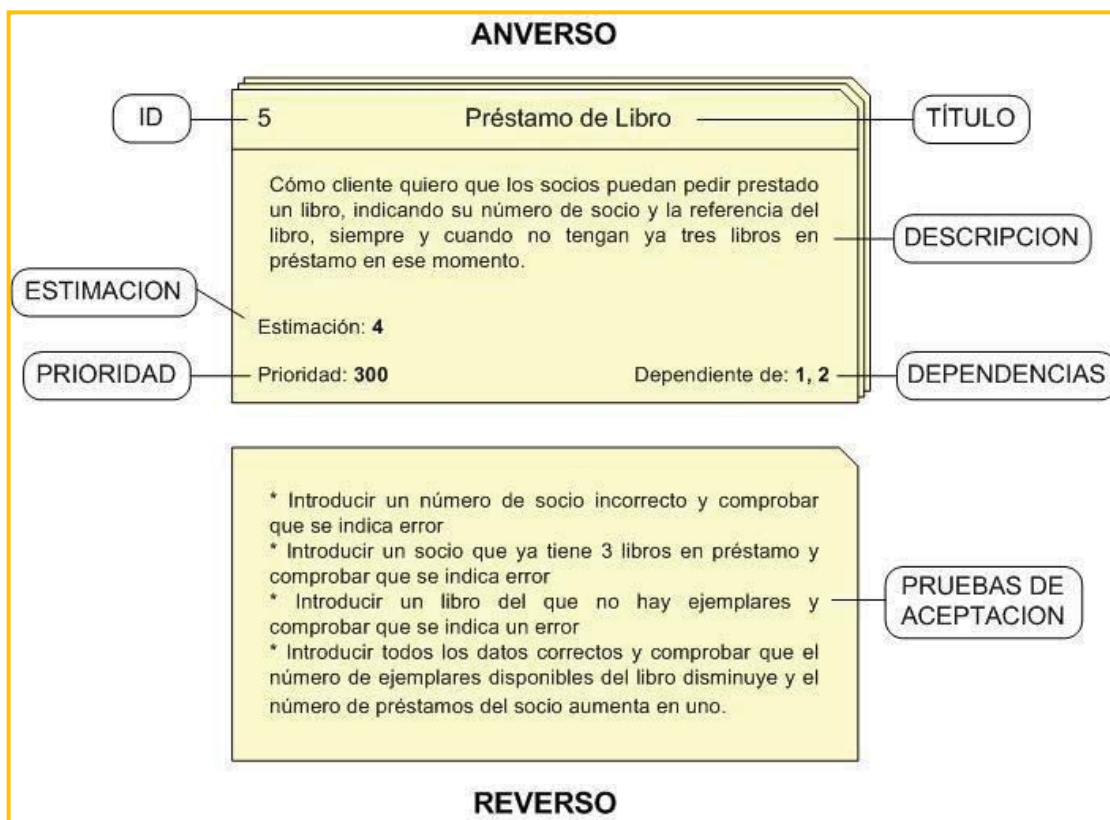 ANVERSO
ID
5
Préstamo de Libro
TÍTULO
Cómo cliente quiero que los socios puedan pedir prestado
un libro, indicando su número de socio y la referencia del
libro, siempre y cuando no tengan ya tres libros en
préstamo en ese momento.
DESCRIPCION
ESTIMACION
Estimación: 4
PRIORIDAD
Prioridad: 300
Dependiente de: 1, 2
DEPENDENCIAS
* Introducir un número de socio incorrecto y comprobar
que se indica error
* Introducir un socio que ya tiene 3 libros en préstamo y
comprobar que se indica error
* Introducir un libro del que no hay ejemplares y
comprobar que se indica un error
* Introducir todos los datos correctos y comprobar que el
número de ejemplares disponibles del libro disminuye y el
número de préstamos del socio aumenta en uno.
PRUEBAS DE
ACEPTACION
REVERSO